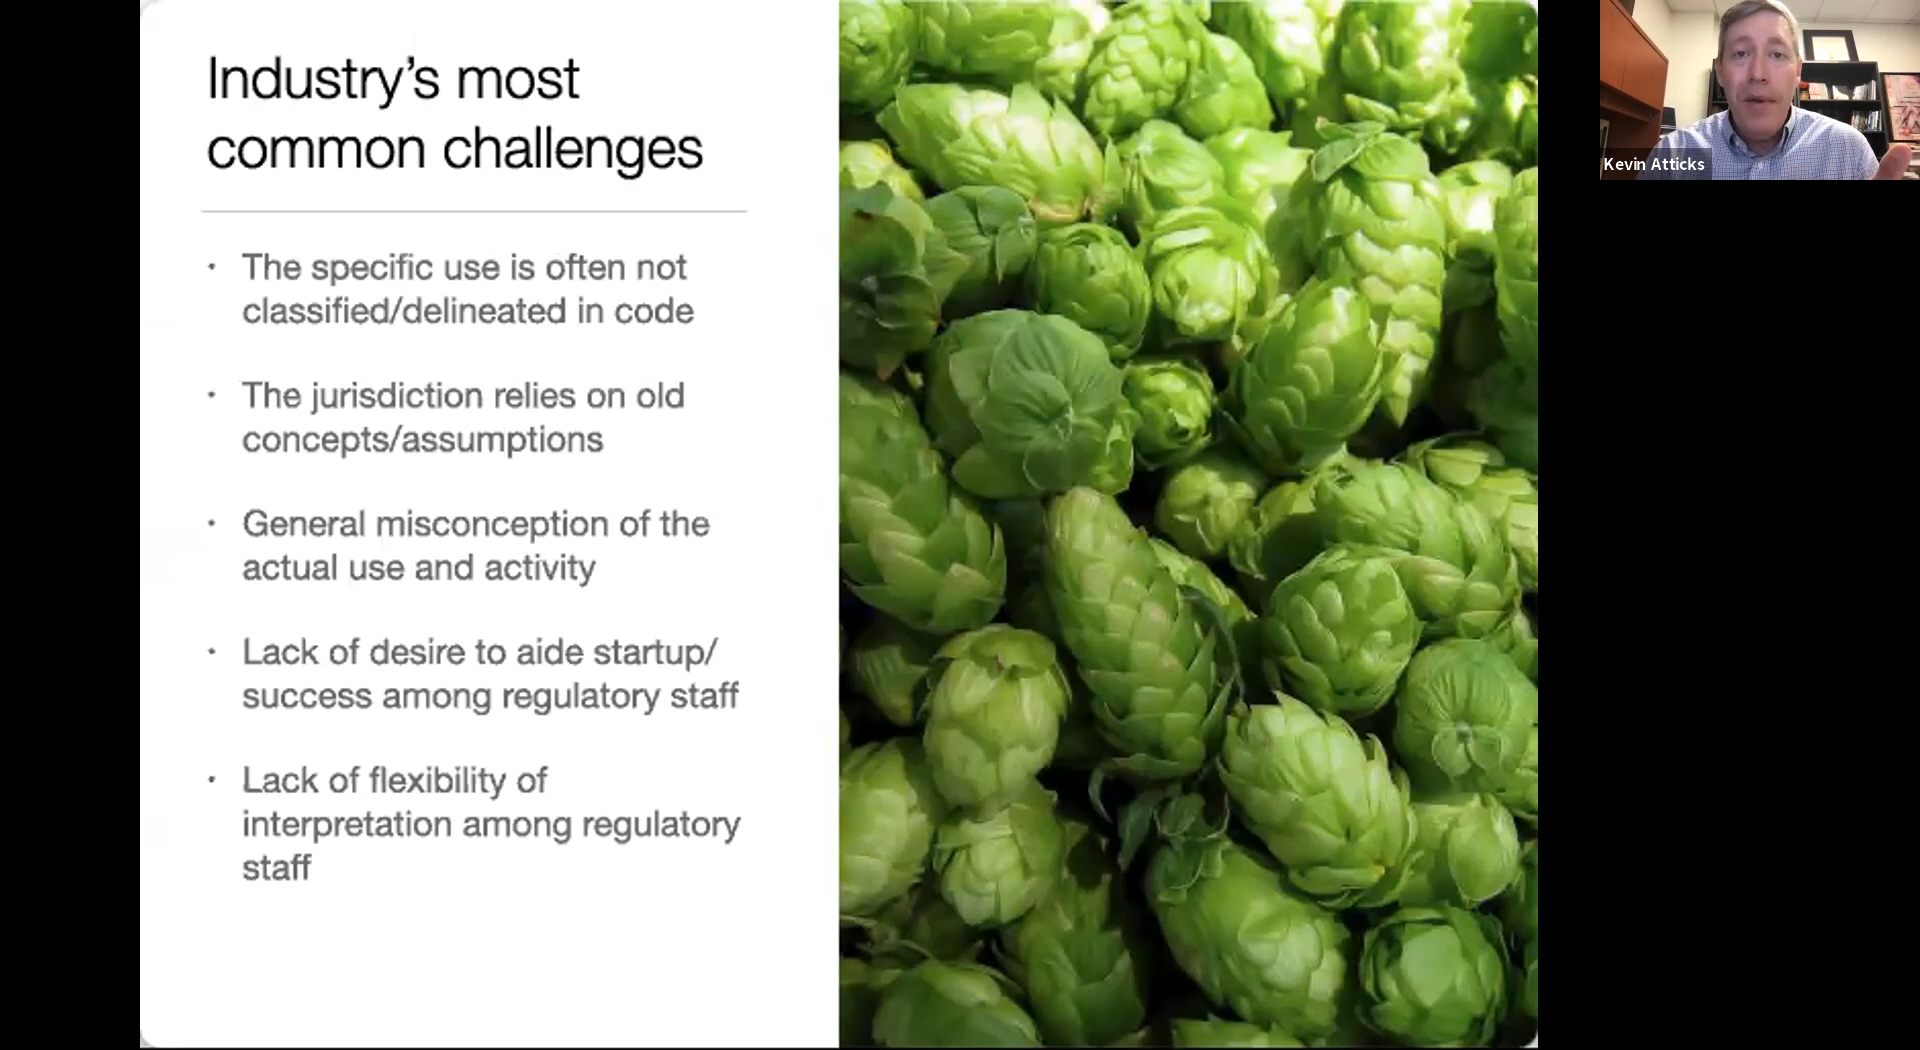 Industry's most
common challenges
• The specific use is often not
classified/delineated in code
• The jurisdiction relies on old
concepts/assumptions
• General misconception of the
actual use and activity
• Lack of desire to aide startup/
success among regulatory staff
• Lack of flexibility of
interpretation among regulatory
staff
Kevin Atticks